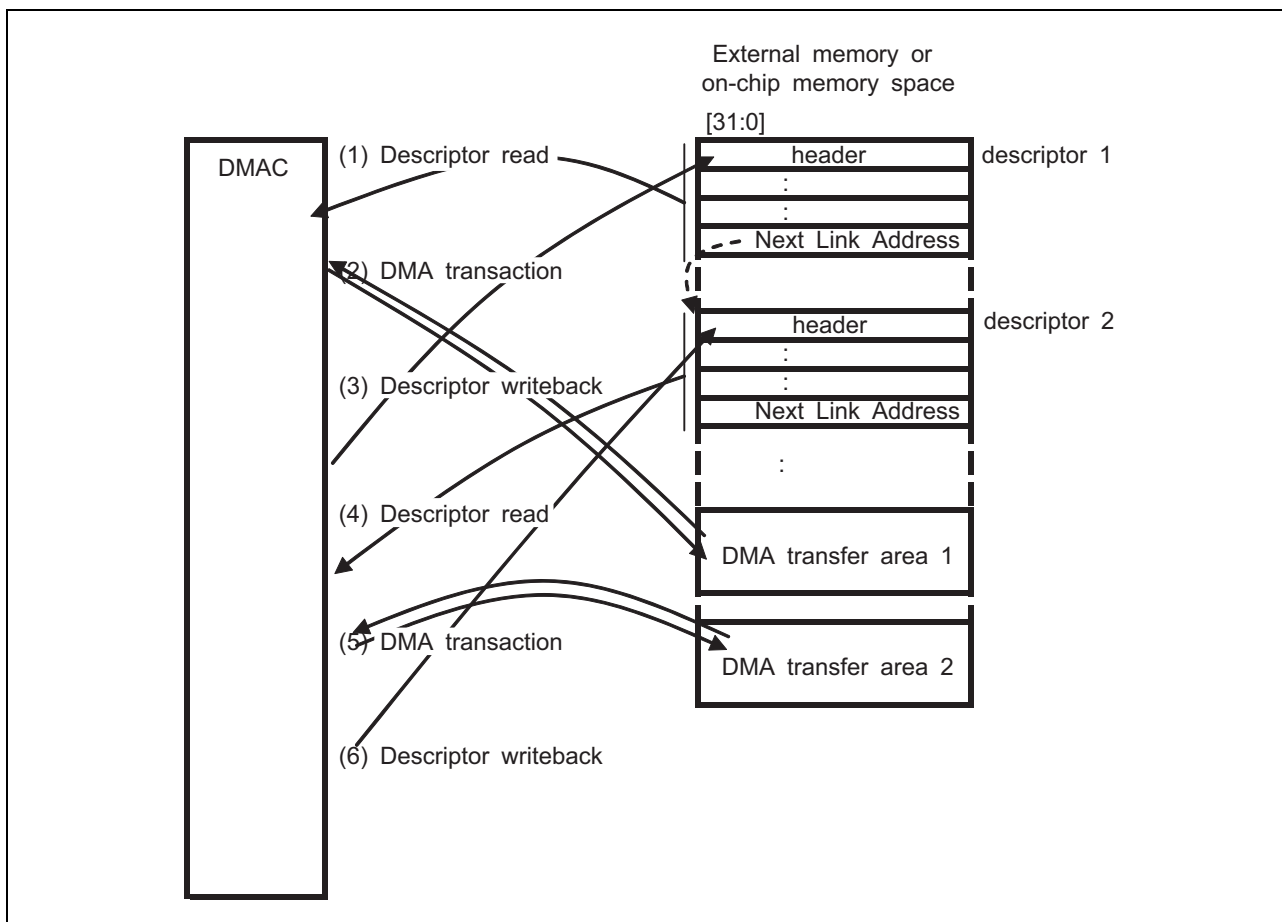 External memory or
on-chip memory space
[31:0]
DMAC
(1) Descriptor read
header
descriptor 1
:
:
Next Link Address
(2) DMA transaction
header
descriptor 2
:
:
(3) Descriptor writeback
Next Link Address
:
(4) Descriptor read
DMA transfer area 1
(5) DMA transaction
DMA transfer area 2
(6) Descriptor writeback